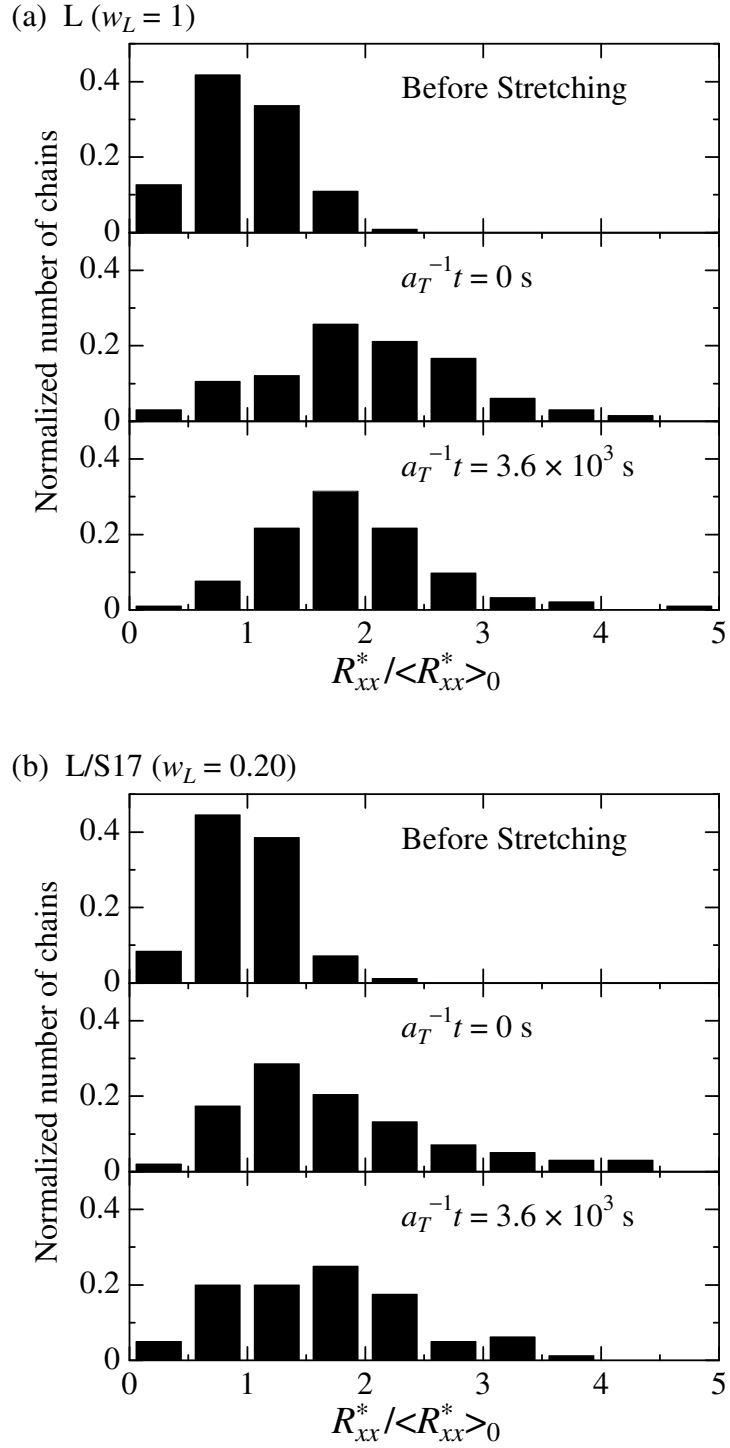 (a) L (w_L = 1)
Normalized number of chains
0.4
0.2
0
Before Stretching
0.4
0.2
0
a_T^{-1}t = 0 s
0.4
0.2
0
a_T^{-1}t = 3.6 × 10^3 s
0 1 2 3 4 5
R*_{xx}/<R*_{xx}>_0
(b) L/S17 (w_L = 0.20)
Normalized number of chains
0.4
0.2
0
Before Stretching
0.4
0.2
0
a_T^{-1}t = 0 s
0.4
0.2
0
a_T^{-1}t = 3.6 × 10^3 s
0 1 2 3 4 5
R*_{xx}/<R*_{xx}>_0